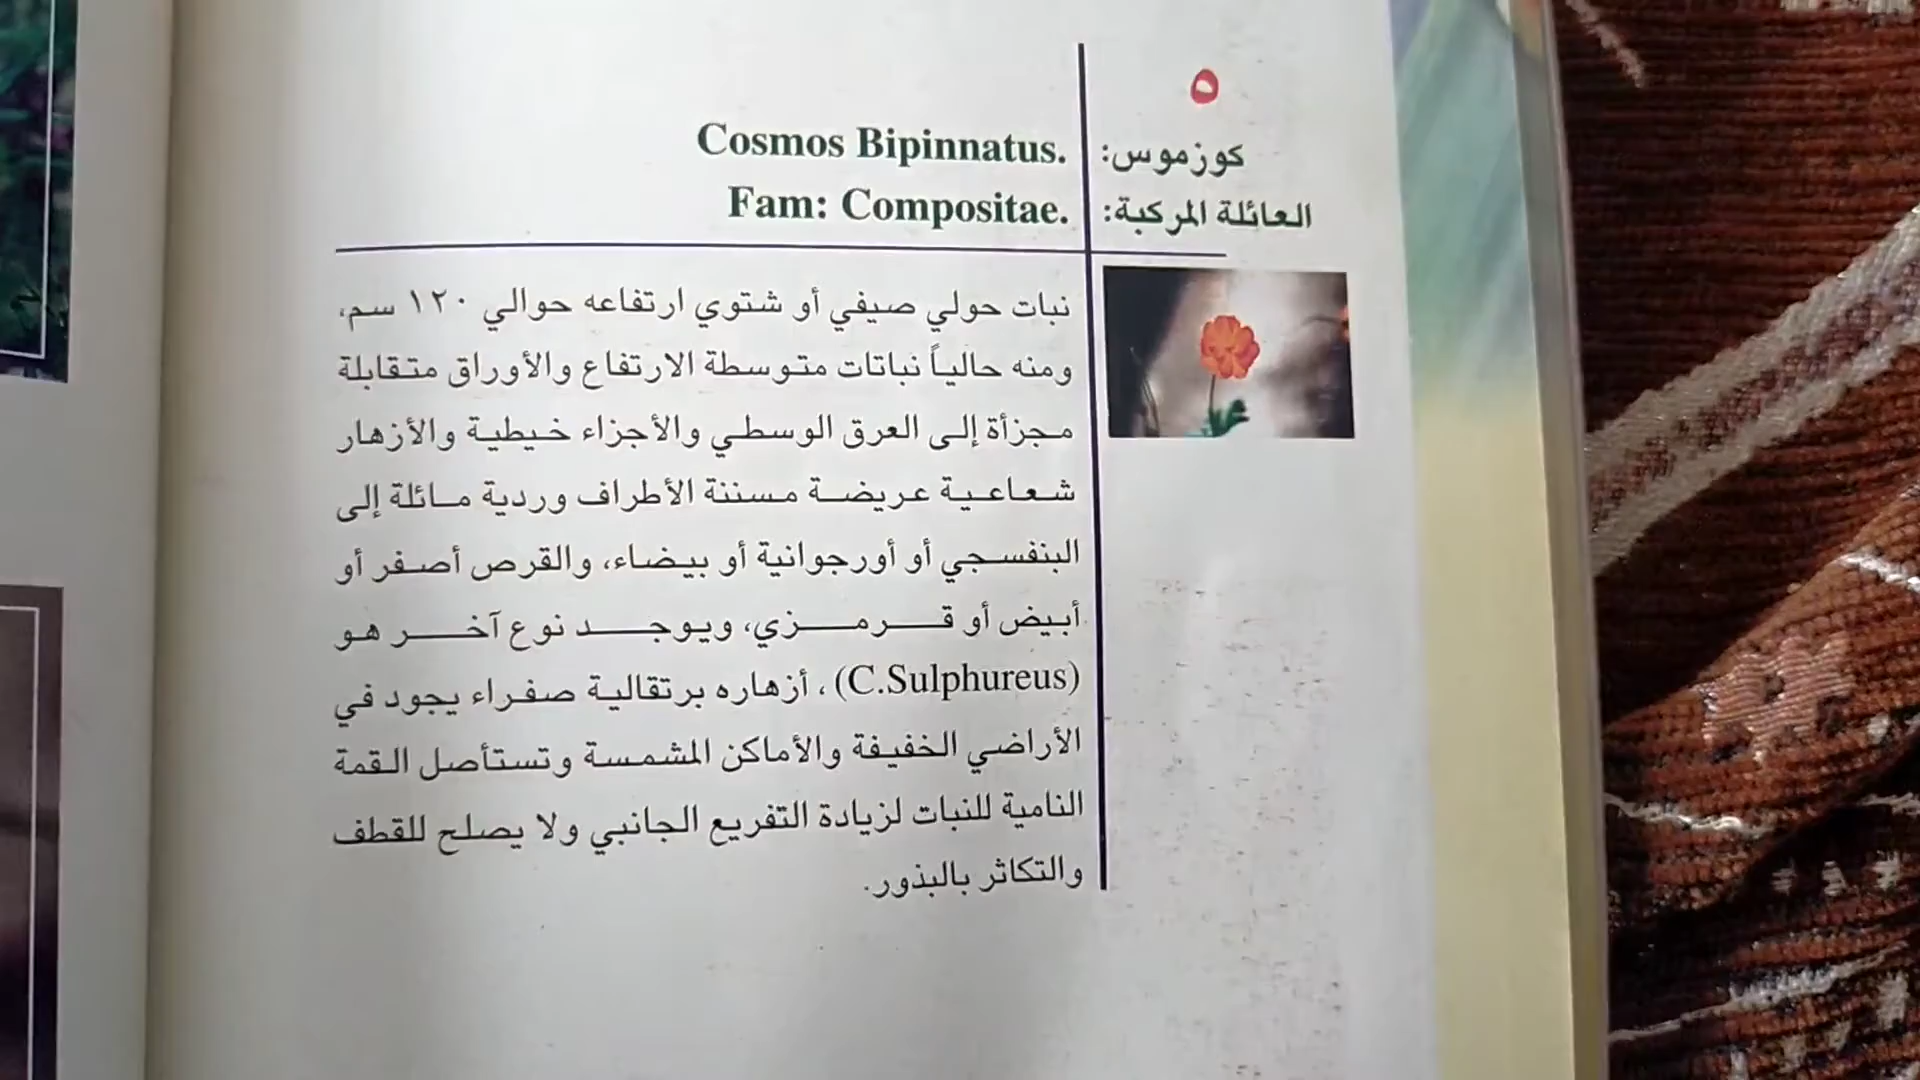 ٥
كوزموس: Cosmos Bipinnatus.
العائلة المركبة: Fam: Compositae.
نبات حولي صيفي أو شتوي ارتفاعه حوالي ١٢٠ سم،
ومنه حالياً نباتات متوسطة الارتفاع والأوراق متقابلة
مجزأة إلى العرق الوسطي والأجزاء خيطية والأزهار
شعاعية عريضة مسننة الأطراف وردية مائلة إلى
البنفسجي أو أورجوانية أو بيضاء، والقرص أصفر أو
أبيض أو قرمزي، ويوجد نوع آخر هو
(C.Sulphureus)، أزهاره برتقالية صفراء يجود في
الأراضي الخفيفة والأماكن المشمسة وتستأصل القمة
النامية للنبات لزيادة التفريع الجانبي ولا يصلح للقطف
والتكاثر بالبذور.